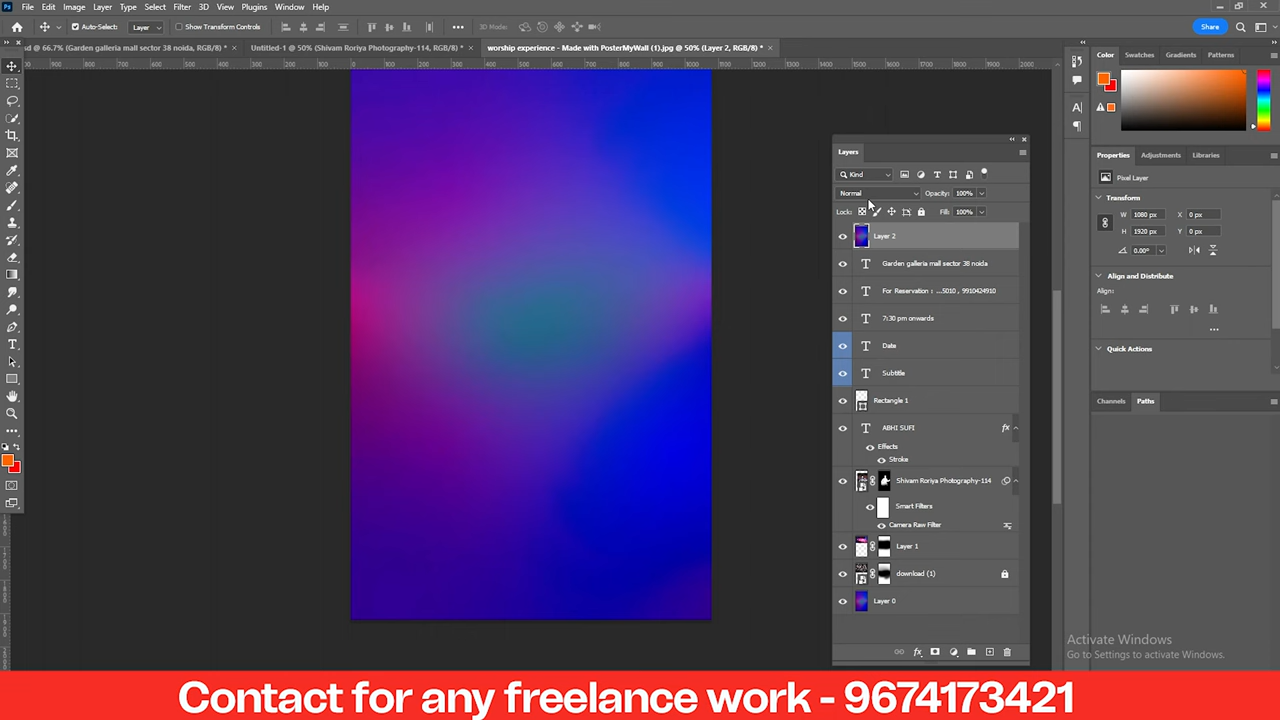 File Edit Image Layer Type Select Filter 3D View Plugins Window Help
Auto-Select: Layer Show Transform Controls 3D Mode: Share
nd @ 66.7% (Garden galleria mall sector 38 noida, RGB/8) * × Untitled-1 @ 50% (Shivam Roriya Photography-114, RGB/8) * × worship experience - Made with PosterMyWall (1).jpg @ 50% (Layer 2, RGB/8) * ×
Color Swatches Gradients Patterns
Layers
Kind
Normal Opacity: 100%
Lock: Fill: 100%
Layer 2
Garden galleria mall sector 38 noida
For Reservation : ...5010 , 9910424910
7:30 pm onwards
Date
Subtitle
Rectangle 1
ABHI SUFI fx
Effects
Stroke
Shivam Roriya Photography-114
Smart Filters
Camera Raw Filter
Layer 1
download (1)
Layer 0
Properties Adjustments Libraries
Pixel Layer
Transform
W 1080 px X 0 px
H 1920 px Y 0 px
0.00°
Align and Distribute
Align:
Quick Actions
Channels Paths
Activate Windows
Go to Settings to activate Windows.
Contact for any freelance work - 9674173421